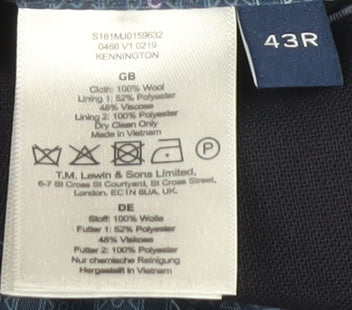 S181MJ0159632
0466 V1 0219
KENNINGTON
GB
Cloth: 100% Wool
Lining 1: 52% Polyester
48% Viscose
Lining 2: 100% Polyester
Dry Clean Only
Made in Vietnam
P
T.M. Lewin & Sons Limited,
6-7 St Cross St Courtyard, St Cross Street,
London. EC1N 6UA. UK.
DE
Stoff: 100% Wolle
Futter 1: 52% Polyester
48% Viskose
Futter 2: 100% Polyester
Nur chemische Reinigung
Hergestellt in Vietnam
43R